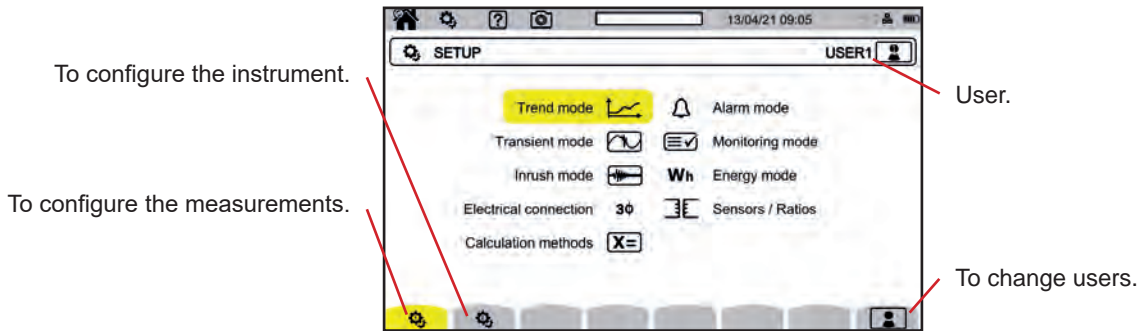 13/04/21 09:05
SETUP
USER1
To configure the instrument.
User.
Trend mode
Alarm mode
Transient mode
Monitoring mode
Inrush mode
Wh Energy mode
To configure the measurements.
Electrical connection 3φ
Sensors / Ratios
Calculation methods X=
To change users.